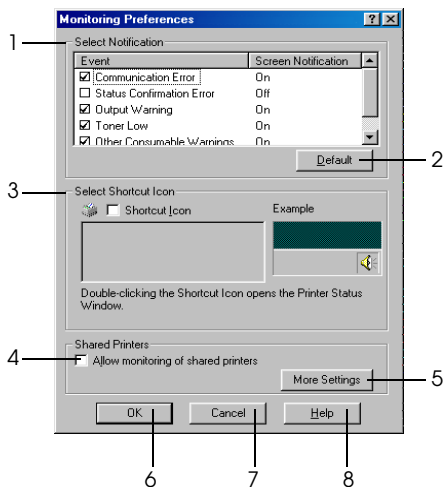 Monitoring Preferences
1
Select Notification
Event Screen Notification
Communication Error On
Status Confirmation Error Off
Output Warning On
Toner Low On
Other Consumable Warnings On
Default
2
3
Select Shortcut Icon
Shortcut Icon
Example
Double-clicking the Shortcut Icon opens the Printer Status
Window.
Shared Printers
4
Allow monitoring of shared printers
More Settings
5
OK Cancel Help
6 7 8